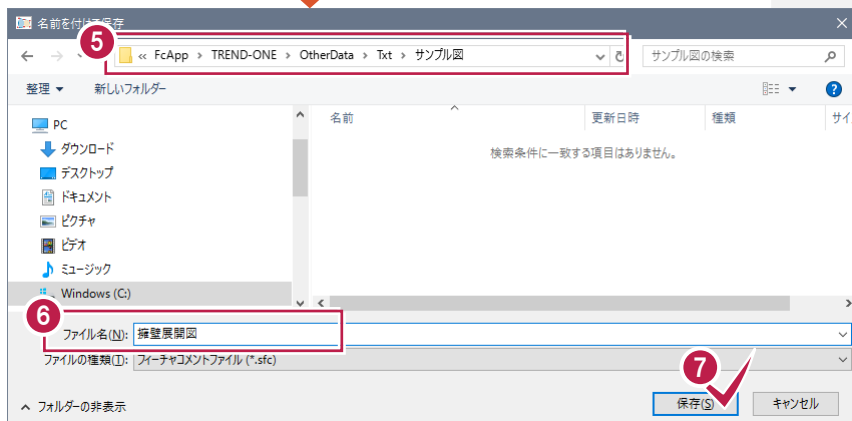 名前を付けて保存
5
« FcApp > TREND-ONE > OtherData > Txt > サンプル図
サンプル図の検索
整理 新しいフォルダー
名前 更新日時 種類 サイ
PC
検索条件に一致する項目はありません。
ダウンロード
デスクトップ
ドキュメント
ピクチャ
ビデオ
ミュージック
Windows (C:)
6
ファイル名(N): 擁壁展開図
ファイルの種類(T): フィーチャコメントファイル (*.sfc)
7
フォルダーの非表示 保存(S) キャンセル